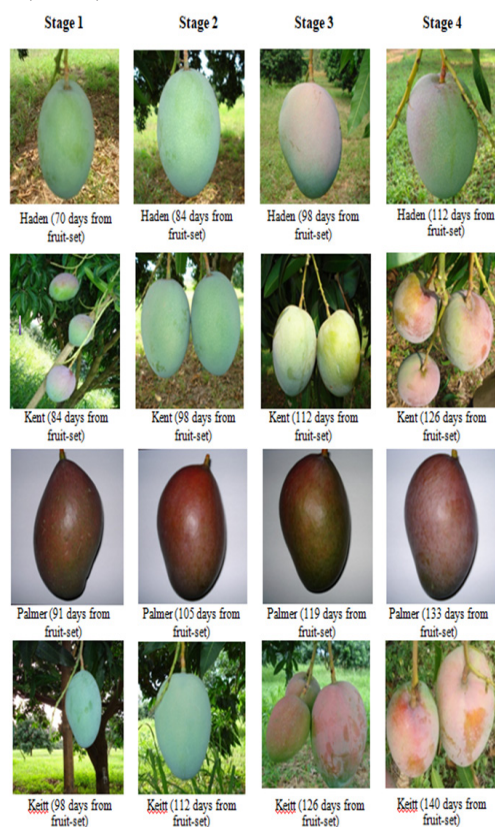 Stage 1 Stage 2 Stage 3 Stage 4
Haden (70 days from fruit-set)
Haden (84 days from fruit-set)
Haden (98 days from fruit-set)
Haden (112 days from fruit-set)
Kent (84 days from fruit-set)
Kent (98 days from fruit-set)
Kent (112 days from fruit-set)
Kent (126 days from fruit-set)
Palmer (91 days from fruit-set)
Palmer (105 days from fruit-set)
Palmer (119 days from fruit-set)
Palmer (133 days from fruit-set)
Keitt (98 days from fruit-set)
Keitt (112 days from fruit-set)
Keitt (126 days from fruit-set)
Keitt (140 days from fruit-set)